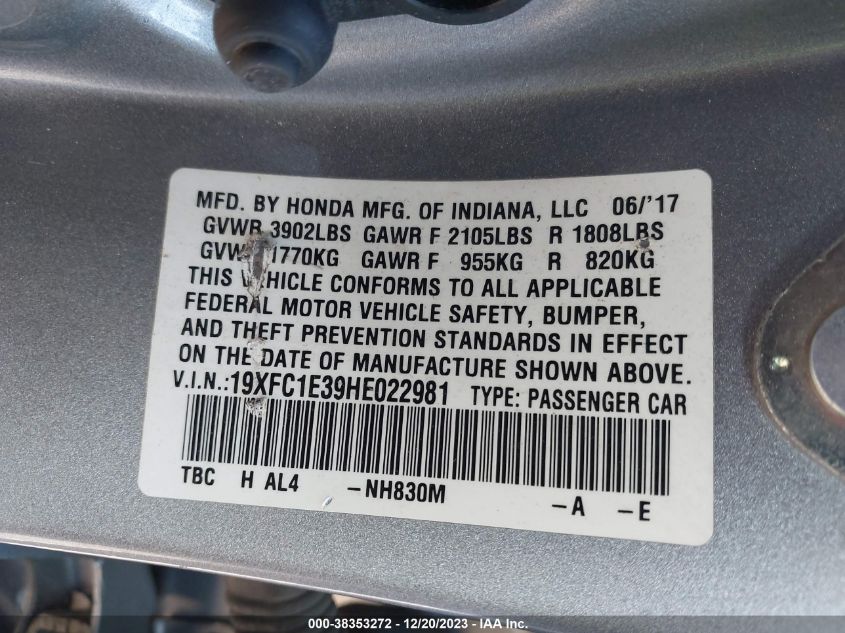 MFD. BY HONDA MFG. OF INDIANA, LLC 06/'17
GVWR 3902LBS GAWR F 2105LBS R 1808LBS
GVW 1770KG GAWR F 955KG R 820KG
THIS VEHICLE CONFORMS TO ALL APPLICABLE
FEDERAL MOTOR VEHICLE SAFETY, BUMPER,
AND THEFT PREVENTION STANDARDS IN EFFECT
ON THE DATE OF MANUFACTURE SHOWN ABOVE.
V.I.N.:19XFC1E39HE022981 TYPE: PASSENGER CAR
TBC H AL4 -NH830M -A -E
000-38353272 - 12/20/2023 - IAA Inc.